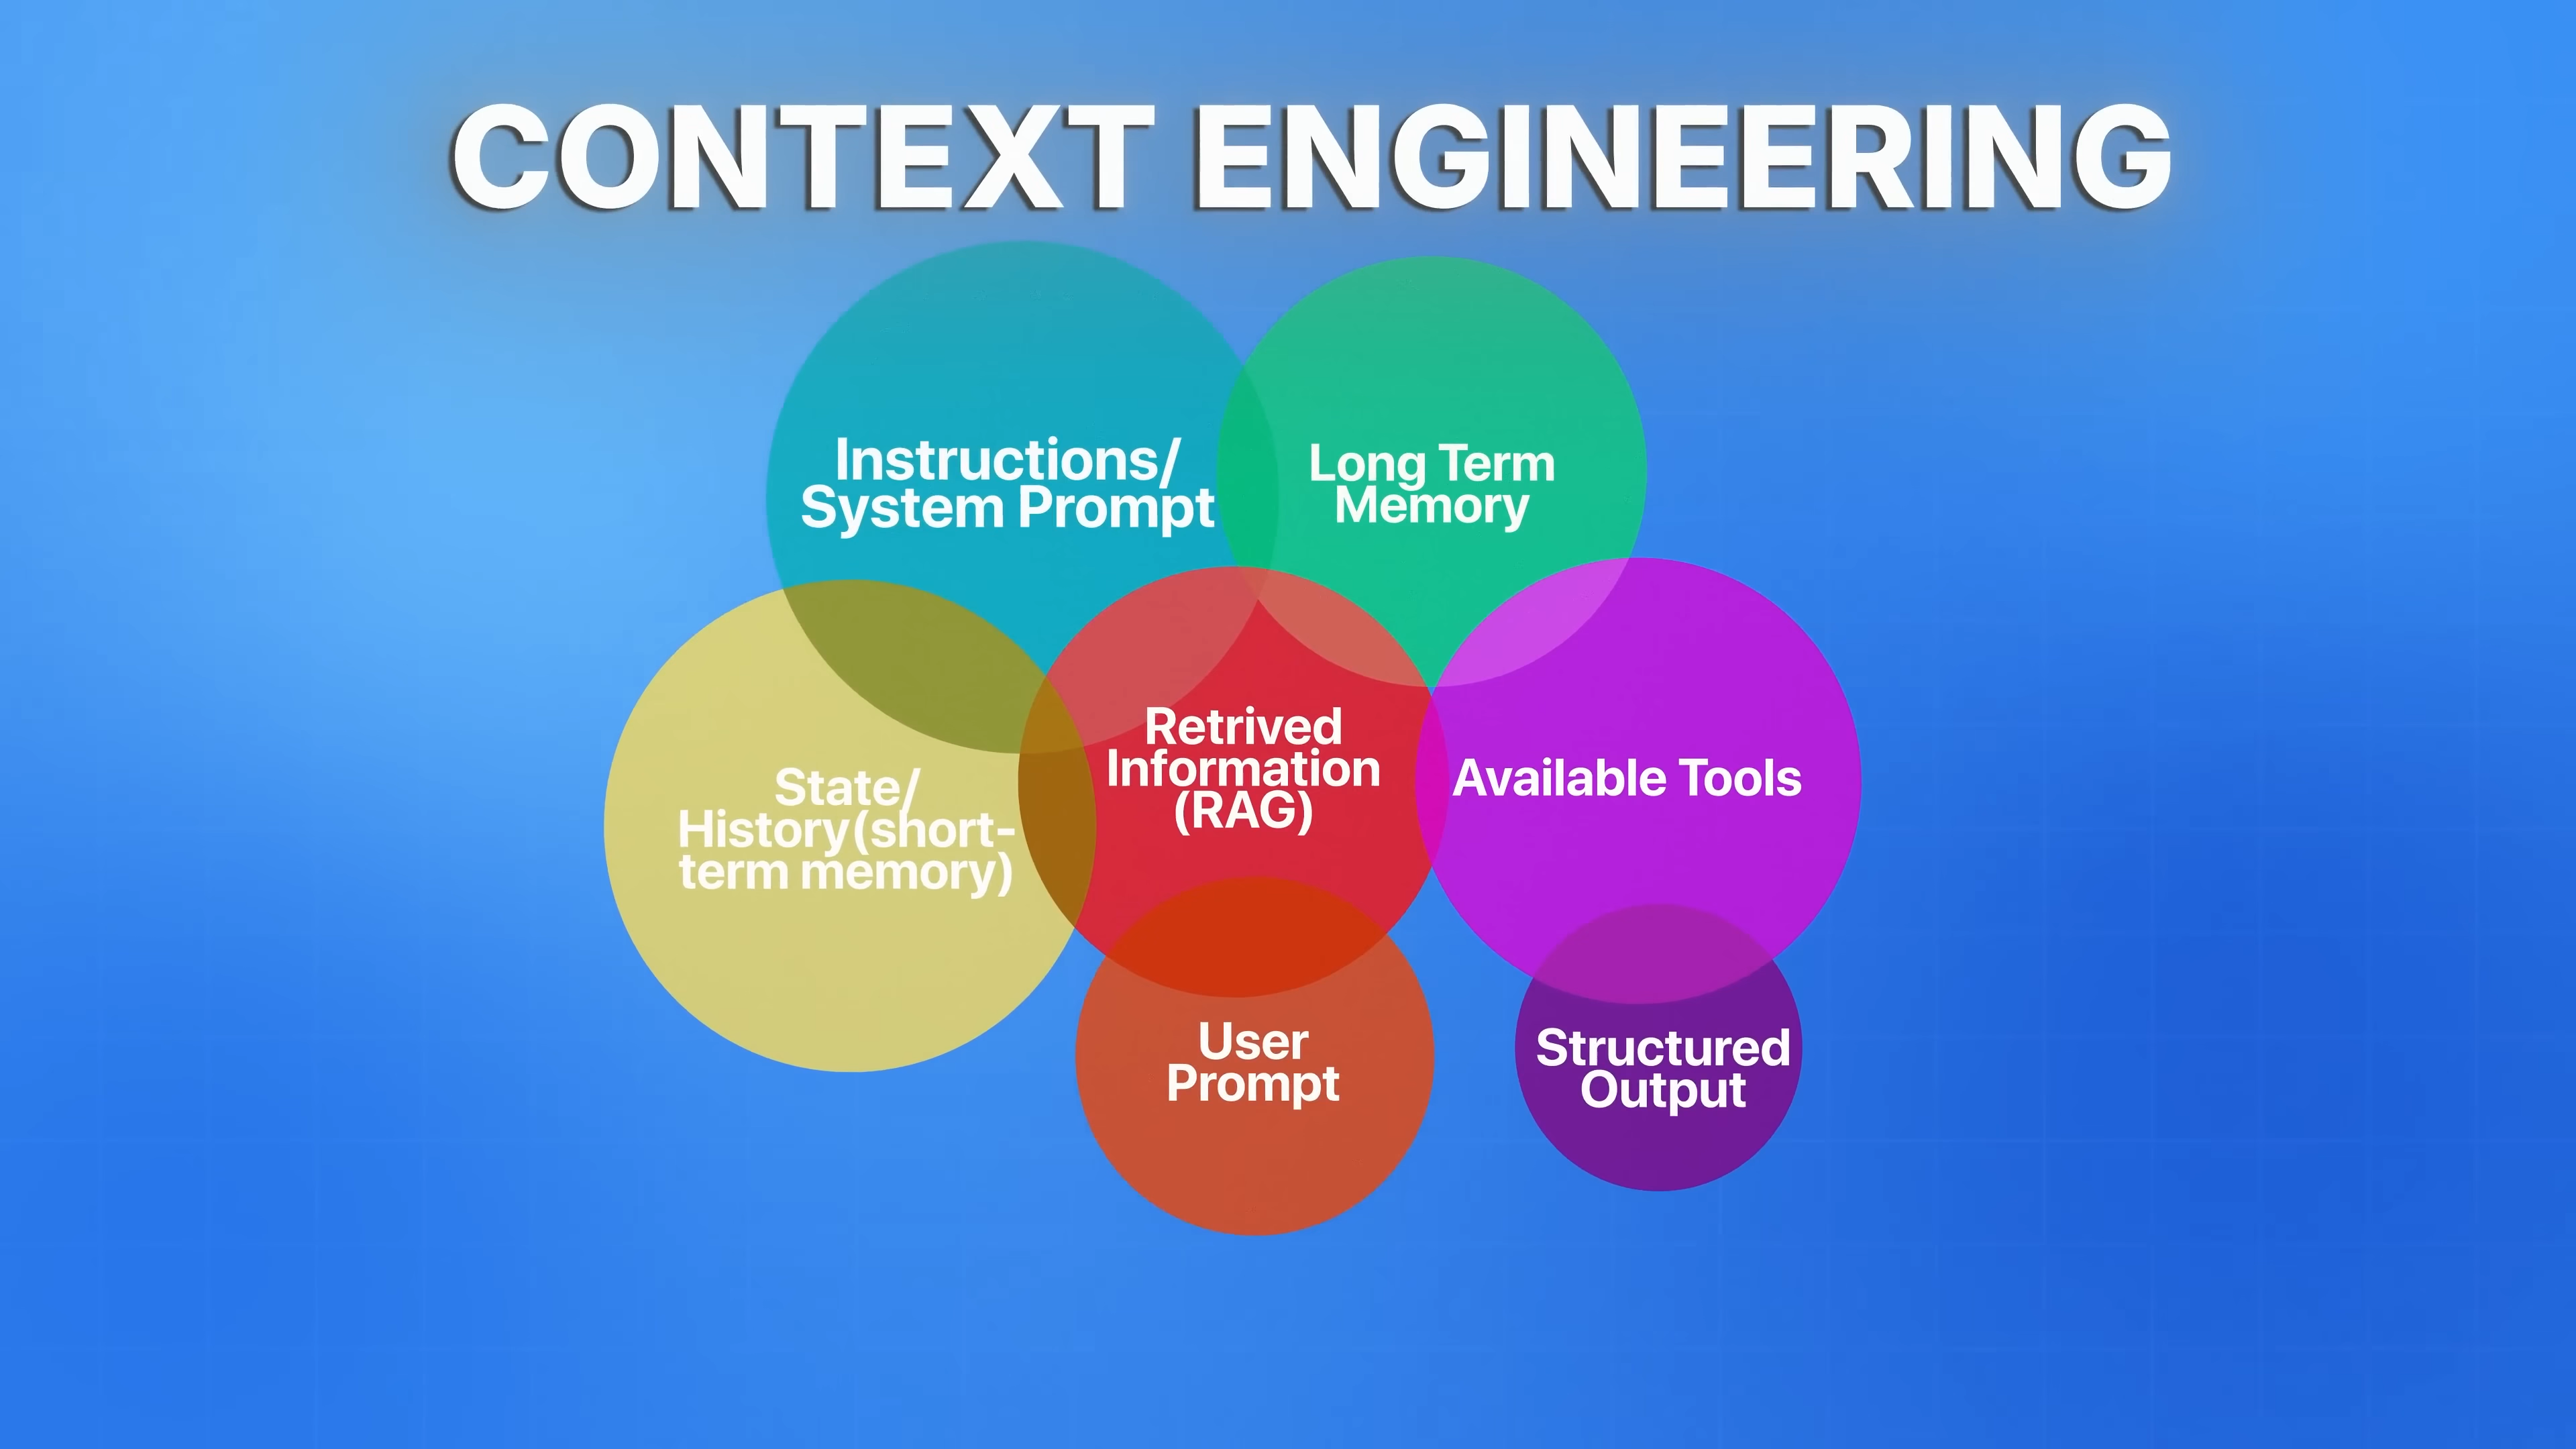 CONTEXT ENGINEERING
Instructions/
System Prompt
Long Term
Memory
State/
History(short-
term memory)
Retrived
Information
(RAG)
Available Tools
User
Prompt
Structured
Output